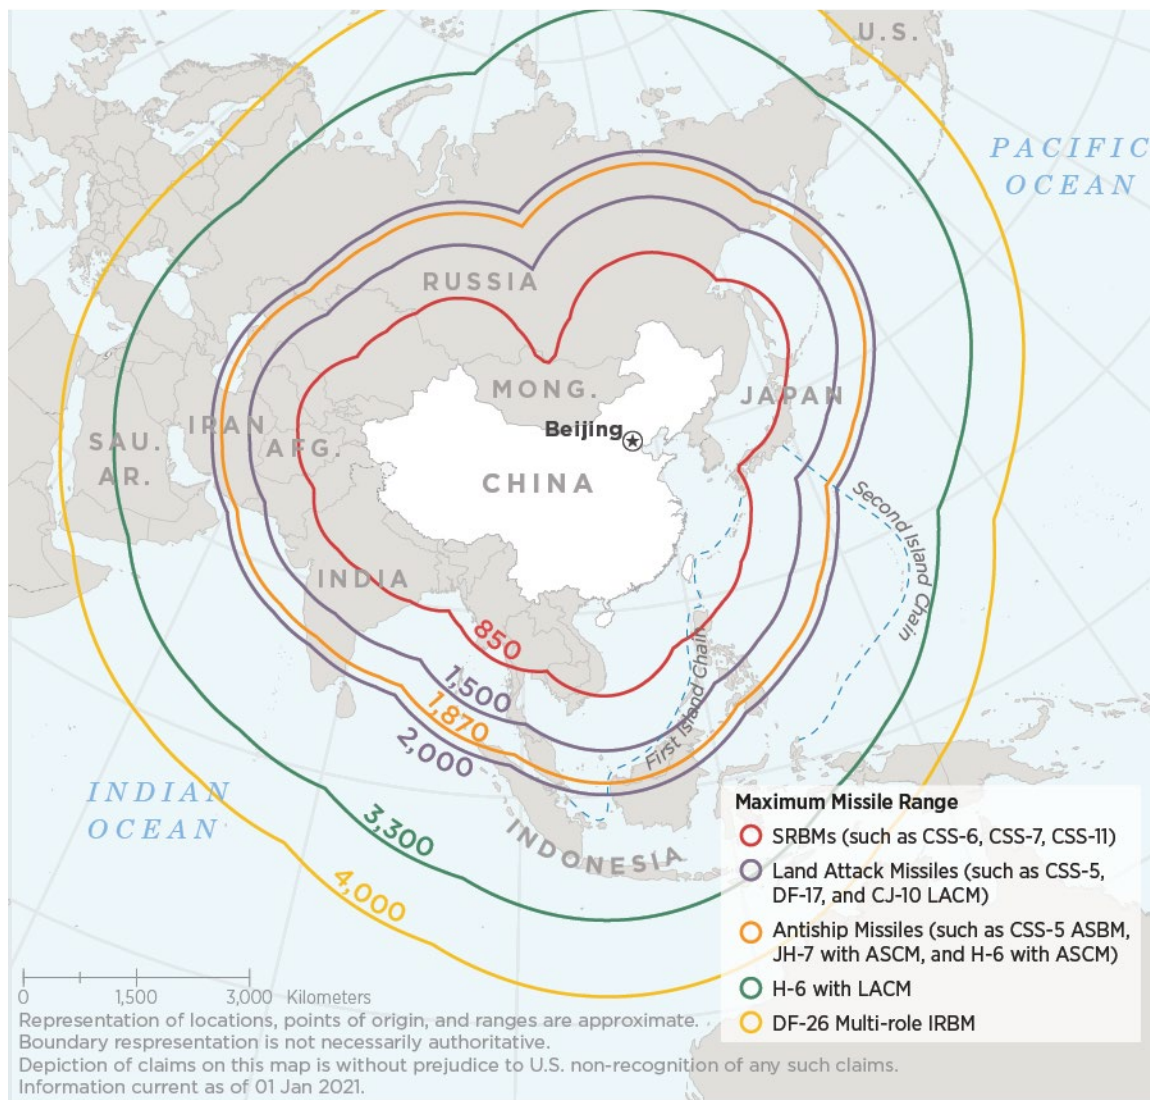 U.S.
PACIFIC
OCEAN
RUSSIA
MONG.
JAPAN
Beijing
IRAN
AFG.
SAU.
AR.
CHINA
Second Island Chain
INDIA
850
1,500
1,870
2,000
First Island Chain
INDIAN
OCEAN
3,300
INDONESIA
4,000
Maximum Missile Range
SRBMs (such as CSS-6, CSS-7, CSS-11)
Land Attack Missiles (such as CSS-5,
DF-17, and CJ-10 LACM)
Antiship Missiles (such as CSS-5 ASBM,
JH-7 with ASCM, and H-6 with ASCM)
H-6 with LACM
DF-26 Multi-role IRBM
0 1,500 3,000 Kilometers
Representation of locations, points of origin, and ranges are approximate.
Boundary respresentation is not necessarily authoritative.
Depiction of claims on this map is without prejudice to U.S. non-recognition of any such claims.
Information current as of 01 Jan 2021.